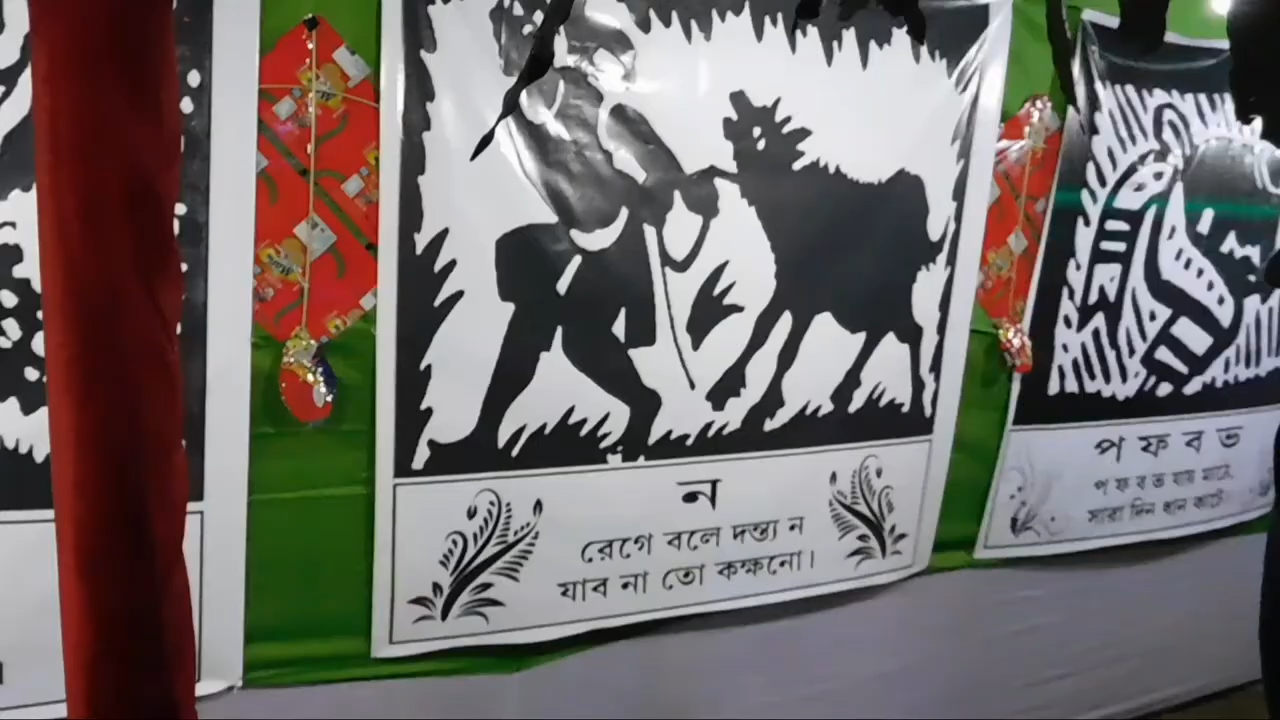 ন
রেগে বলে দন্ত্য ন
যাব না তো কক্ষনো।
প ফ ব ভ
প ফ ব ভ যায় মাঠে,
সারা দিন ধান কাটে